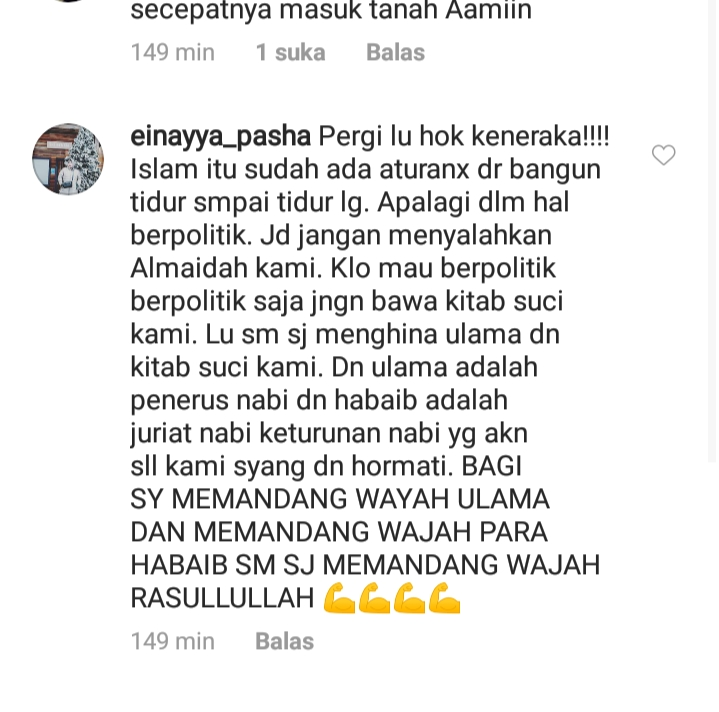 secepatnya masuk tanah Aamiin
149 min 1 suka Balas
einayya_pasha Pergi lu hok keneraka!!!!
Islam itu sudah ada aturanx dr bangun
tidur smpai tidur lg. Apalagi dlm hal
berpolitik. Jd jangan menyalahkan
Almaidah kami. Klo mau berpolitik
berpolitik saja jngn bawa kitab suci
kami. Lu sm sj menghina ulama dn
kitab suci kami. Dn ulama adalah
penerus nabi dn habaib adalah
juriat nabi keturunan nabi yg akn
sll kami syang dn hormati. BAGI
SY MEMANDANG WAYAH ULAMA
DAN MEMANDANG WAJAH PARA
HABAIB SM SJ MEMANDANG WAJAH
RASULLULLAH 💪💪💪💪
149 min Balas